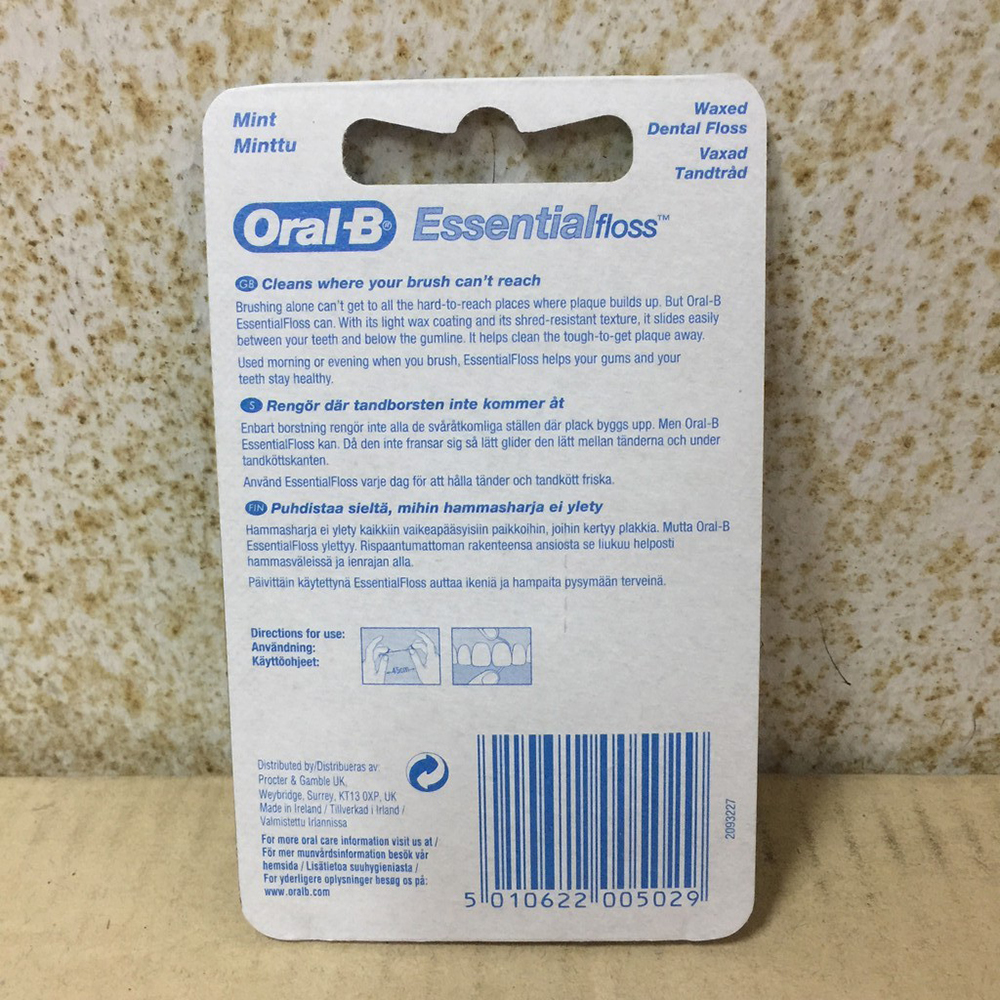 Mint
Minttu
Waxed
Dental Floss
Vaxad
Tandtråd
Oral-B® Essentialfloss™
GB Cleans where your brush can't reach
Brushing alone can't get to all the hard-to-reach places where plaque builds up. But Oral-B
EssentialFloss can. With its light wax coating and its shred-resistant texture, it slides easily
between your teeth and below the gumline. It helps clean the tough-to-get plaque away.
Used morning or evening when you brush, EssentialFloss helps your gums and your
teeth stay healthy.
S Rengör där tandborsten inte kommer åt
Enbart borstning rengör inte alla de svåråtkomliga ställen där plack byggs upp. Men Oral-B
EssentialFloss kan. Då den inte fransar sig så lätt glider den lätt mellan tänderna och under
tandköttskanten.
Använd EssentialFloss varje dag för att hålla tänder och tandkött friska.
FIN Puhdistaa sieltä, mihin hammasharja ei ylety
Hammasharja ei ylety kaikkiin vaikeapääsyisiin paikkoihin, joihin kertyy plakkia. Mutta Oral-B
EssentialFloss ylettyy. Rispaantumattoman rakenteensa ansiosta se liukuu helposti
hammasväleissä ja ienrajan alla.
Päivittäin käytettynä EssentialFloss auttaa ikeniä ja hampaita pysymään terveinä.
Directions for use:
Användning:
Käyttöohjeet:
45cm
Distributed by/Distribueras av:
Procter & Gamble UK,
Weybridge, Surrey, KT13 0XP, UK
Made in Ireland / Tillverkad i Irland /
Valmistettu Irlannissa
For more oral care information visit us at /
För mer munvårdsinformation besök vår
hemsida / Lisätietoa suuhygieniasta /
For yderligere oplysninger besøg os på:
www.oralb.com
2093227
5 010622 005029